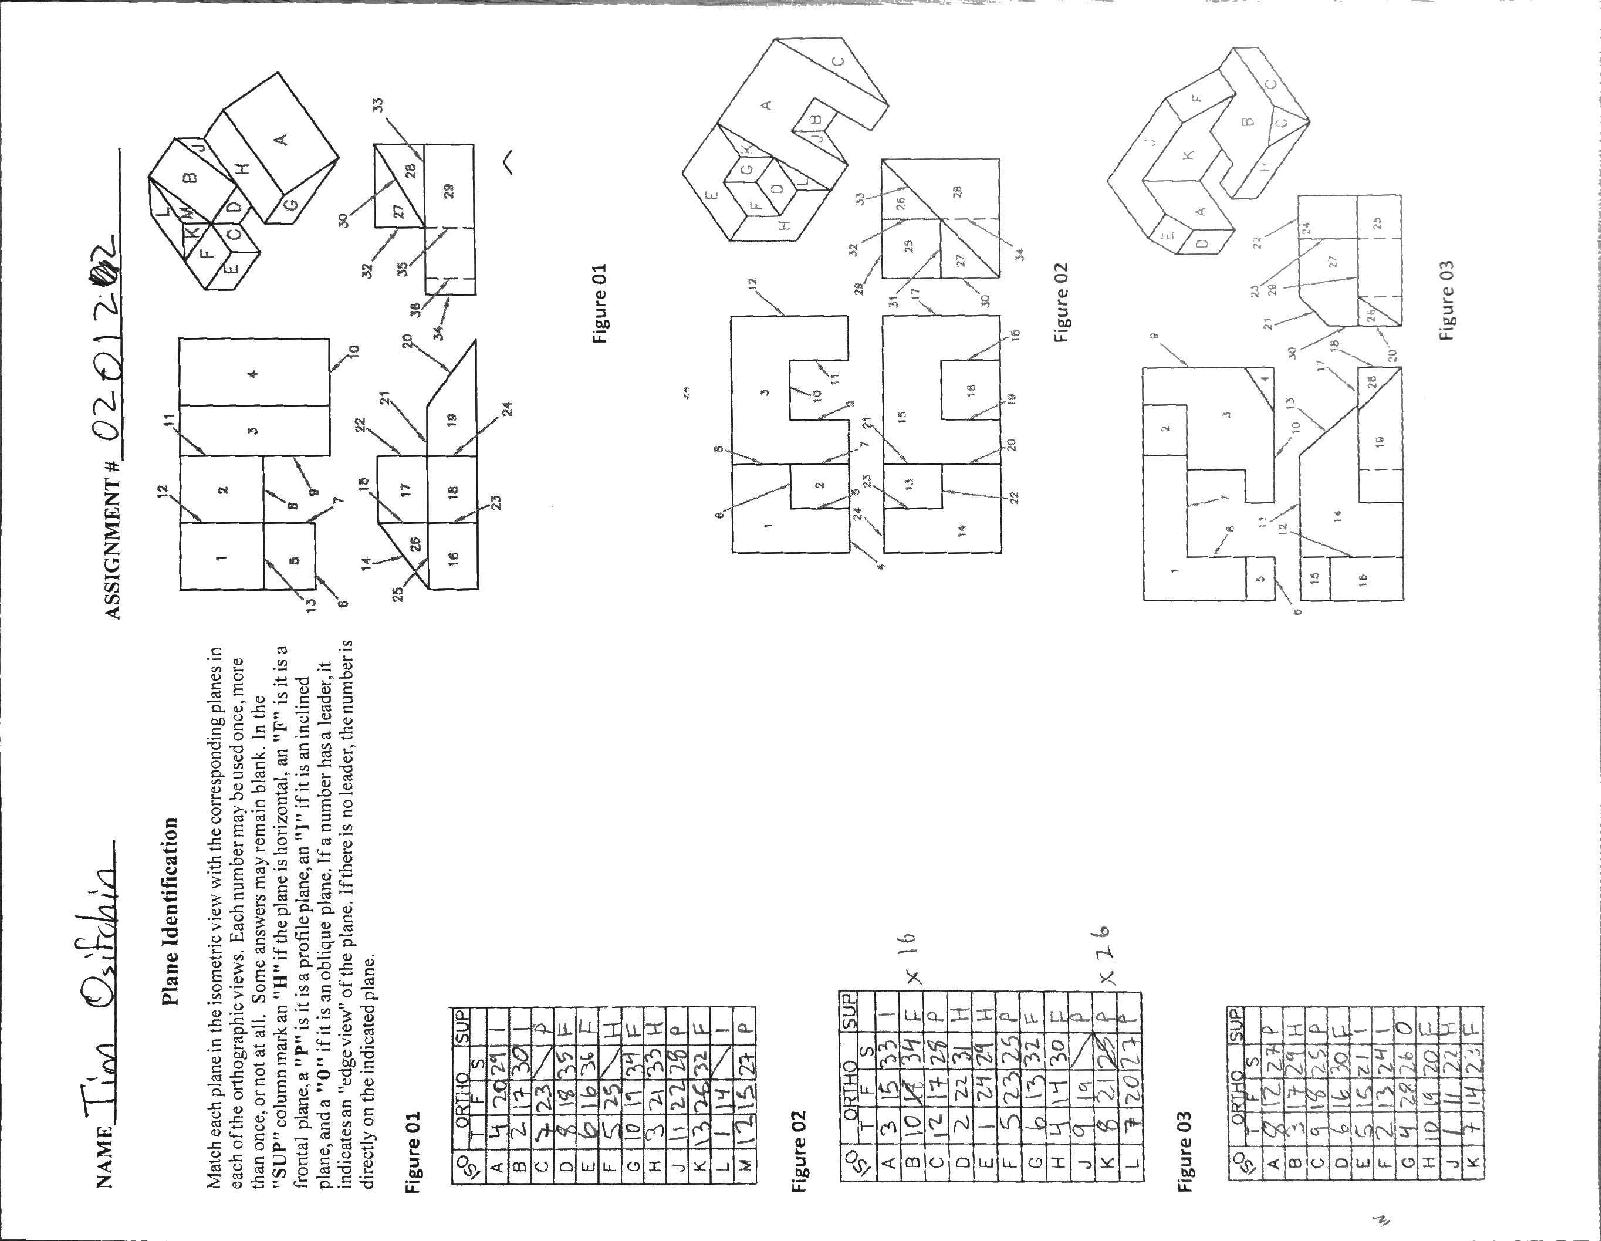 NAME Tim Osifchin ASSIGNMENT # 02 012
Plane Identification
Match each plane in the isometric view with the corresponding planes in
each of the orthographic views. Each number may be used once, more
than once, or not at all. Some answers may remain blank. In the
"SUP" column mark an "H" if the plane is horizontal, an "F" is it is a
frontal plane, a "P" is it is a profile plane, an "I" if it is an inclined
plane, and a "0" if it is an oblique plane. If a number has a leader, it
indicates an "edge view" of the plane. If there is no leader, the number is
directly on the indicated plane.
Figure 01
ISO ORTHO SUP
T F S
A 4 20 29 I
B 2 17 30 I
C 7 23 P
D 8 18 35 F
E 6 16 36 F
F 5 25 H
G 10 19 34 F
H 3 21 33 H
J 11 22 28 P
K 13 26 32 F
L 1 14 I
M 12 15 27 P
12 11
1 2 3 4
5 13 6 7 8 9 10
14 15 22 21 20
26 17
25 16 18 19
23 24
33
30 28
27
32 29
35
36
34
A B C D E F G H J K L M
Figure 01
Figure 02
ISO ORTHO SUP
T F S
A 3 15 33 I
B 10 34 F X 16
C 12 17 28 P
D 2 22 31 H
E 1 24 29 H
F 5 23 25 P
G 6 13 32 F
H 4 14 30 F
J 9 19 P
K 8 21 P X 26
L 7 20 27 P
8 12
6 3
1 2 10 11
5 7 9
4
24 23 21 17
13 15 16
14 18
22 20 19
33
32 26
29 25 28
31 27
30 34
A B C D E F G H J K L
Figure 02
Figure 03
ISO ORTHO SUP
T F S
A 8 12 27 P
B 3 17 29 H
C 9 18 25 P
D 6 16 30 F
E 5 15 21 I
F 2 13 24 I
G 4 28 26 O
H 10 19 20 F
J 1 11 22 H
K 7 14 23 F
9
2
1 7 3 4
8
5 10
6
11 13 17 18
12
15 14 28
16 19
22
24
23 27
29 25
21
26
30 20
A B C D E F G H J K
Figure 03